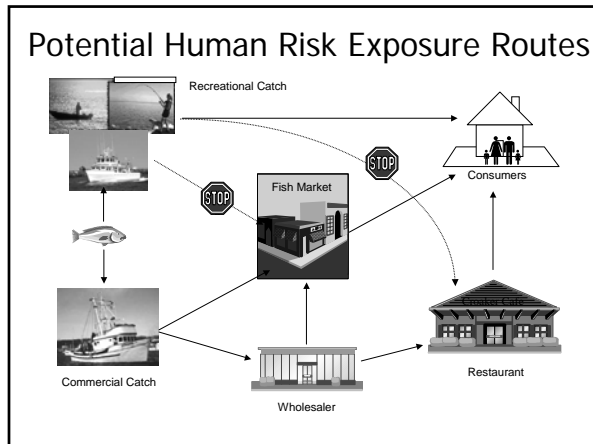 Potential Human Risk Exposure Routes
Recreational Catch
STOP
STOP
Fish Market
Consumers
Commercial Catch
Wholesaler
Restaurant